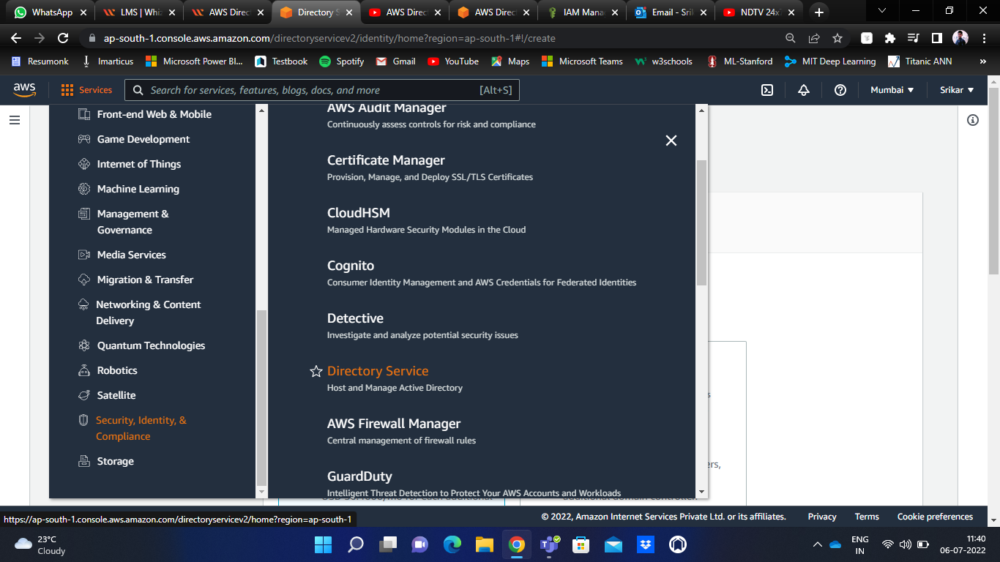 WhatsApp
LMS | Whiz
AWS Direc
Directory S
AWS Direc
AWS Direc
IAM Mana
Email - Srik
NDTV 24x7
ap-south-1.console.aws.amazon.com/directoryservicev2/identity/home?region=ap-south-1#!/create
Resumonk
Imarticus
Microsoft Power BI...
Testbook
Spotify
Gmail
YouTube
Maps
Microsoft Teams
w3schools
ML-Stanford
MIT Deep Learning
Titanic ANN
»
aws
Services
Search for services, features, blogs, docs, and more
[Alt+S]
Mumbai
Srikar
Front-end Web & Mobile
Game Development
Internet of Things
Machine Learning
Management &
Governance
Media Services
Migration & Transfer
Networking & Content
Delivery
Quantum Technologies
Robotics
Satellite
Security, Identity, &
Compliance
Storage
AWS Audit Manager
Continuously assess controls for risk and compliance
Certificate Manager
Provision, Manage, and Deploy SSL/TLS Certificates
CloudHSM
Managed Hardware Security Modules in the Cloud
Cognito
Consumer Identity Management and AWS Credentials for Federated Identities
Detective
Investigate and analyze potential security issues
Directory Service
Host and Manage Active Directory
AWS Firewall Manager
Central management of firewall rules
GuardDuty
Intelligent Threat Detection to Protect Your AWS Accounts and Workloads
s
ers,
additional domain controller.
https://ap-south-1.console.aws.amazon.com/directoryservicev2/home?region=ap-south-1
© 2022, Amazon Internet Services Private Ltd. or its affiliates.
Privacy
Terms
Cookie preferences
23°C
Cloudy
ENG
IN
11:40
06-07-2022